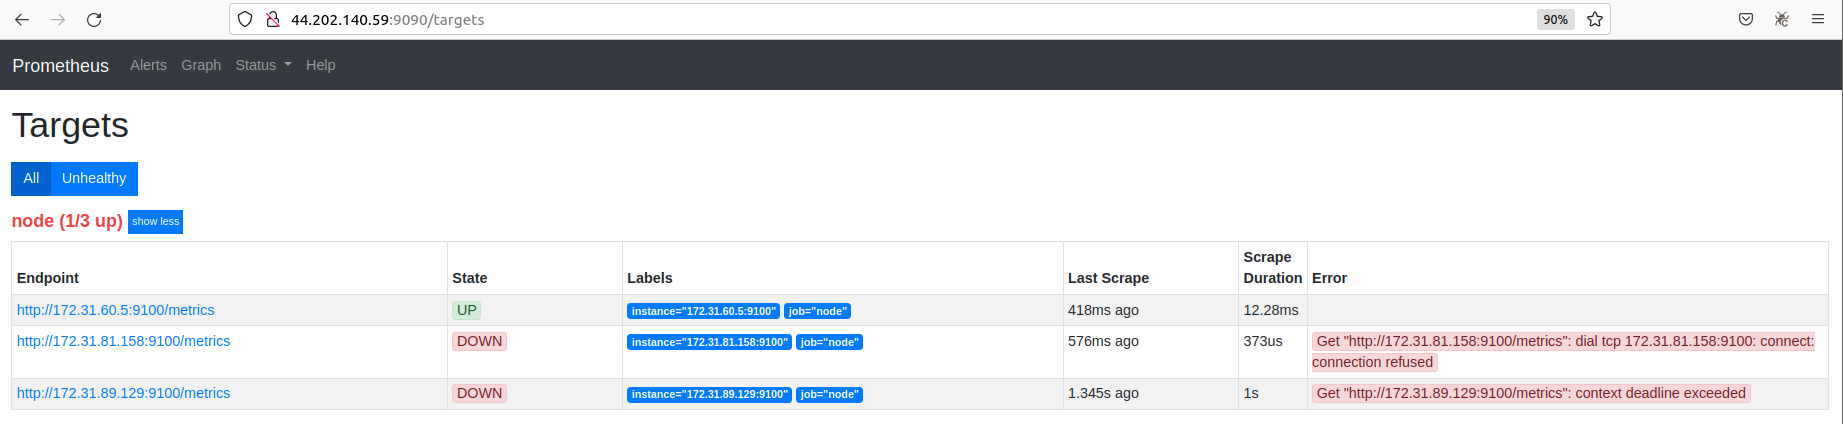 44.202.140.59:9090/targets 90%
Prometheus Alerts Graph Status Help
Targets
All Unhealthy
node (1/3 up) show less
Endpoint State Labels Last Scrape Scrape Duration Error
http://172.31.60.5:9100/metrics UP instance="172.31.60.5:9100" job="node" 418ms ago 12.28ms
http://172.31.81.158:9100/metrics DOWN instance="172.31.81.158:9100" job="node" 576ms ago 373us Get "http://172.31.81.158:9100/metrics": dial tcp 172.31.81.158:9100: connect:
connection refused
http://172.31.89.129:9100/metrics DOWN instance="172.31.89.129:9100" job="node" 1.345s ago 1s Get "http://172.31.89.129:9100/metrics": context deadline exceeded